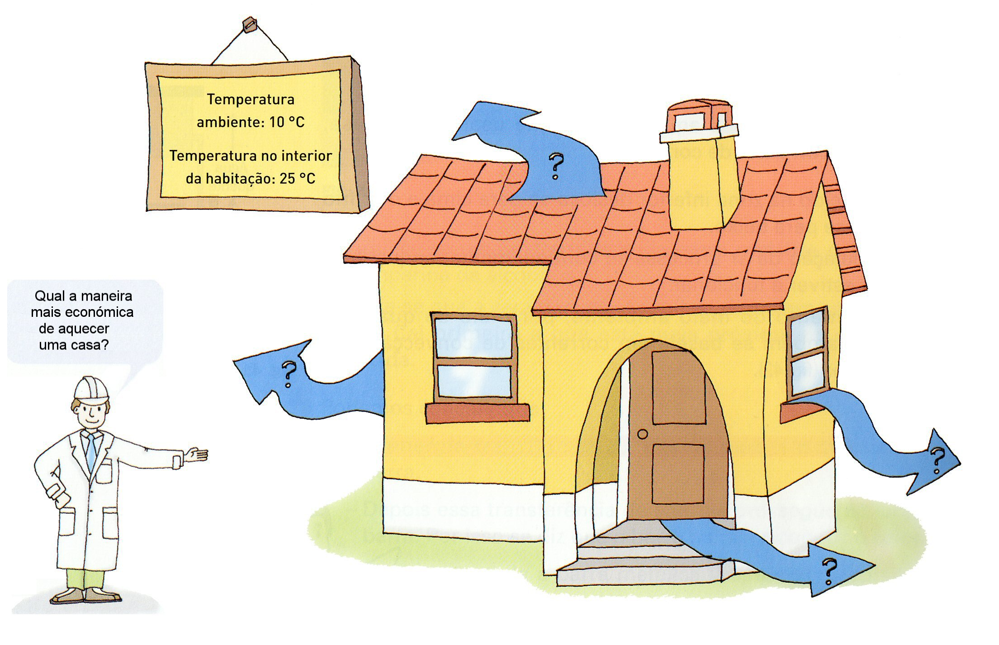 Temperatura
ambiente: 10 °C
Temperatura no interior
da habitação: 25 °C
?
Qual a maneira
mais económica
de aquecer
uma casa?
?
?
?